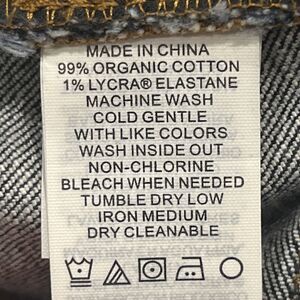 MADE IN CHINA
99% ORGANIC COTTON
1% LYCRA® ELASTANE
MACHINE WASH
COLD GENTLE
WITH LIKE COLORS
WASH INSIDE OUT
NON-CHLORINE
BLEACH WHEN NEEDED
TUMBLE DRY LOW
IRON MEDIUM
DRY CLEANABLE